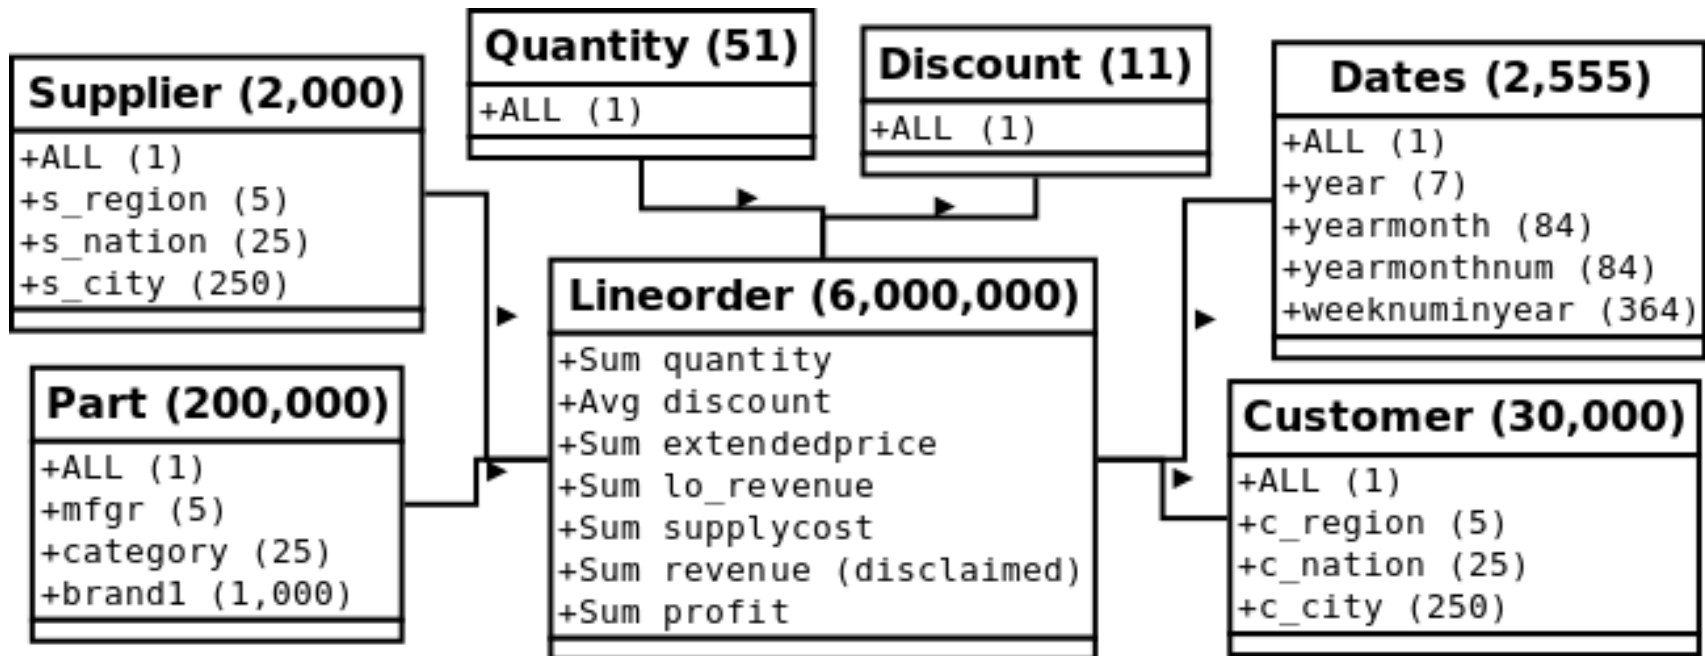 Supplier (2,000)
+ALL (1)
+s_region (5)
+s_nation (25)
+s_city (250)
Quantity (51)
+ALL (1)
Discount (11)
+ALL (1)
Dates (2,555)
+ALL (1)
+year (7)
+yearmonth (84)
+yearmonthnum (84)
+weeknuminyear (364)
Part (200,000)
+ALL (1)
+mfgr (5)
+category (25)
+brand1 (1,000)
Lineorder (6,000,000)
+Sum quantity
+Avg discount
+Sum extendedprice
+Sum lo_revenue
+Sum supplycost
+Sum revenue (disclaimed)
+Sum profit
Customer (30,000)
+ALL (1)
+c_region (5)
+c_nation (25)
+c_city (250)